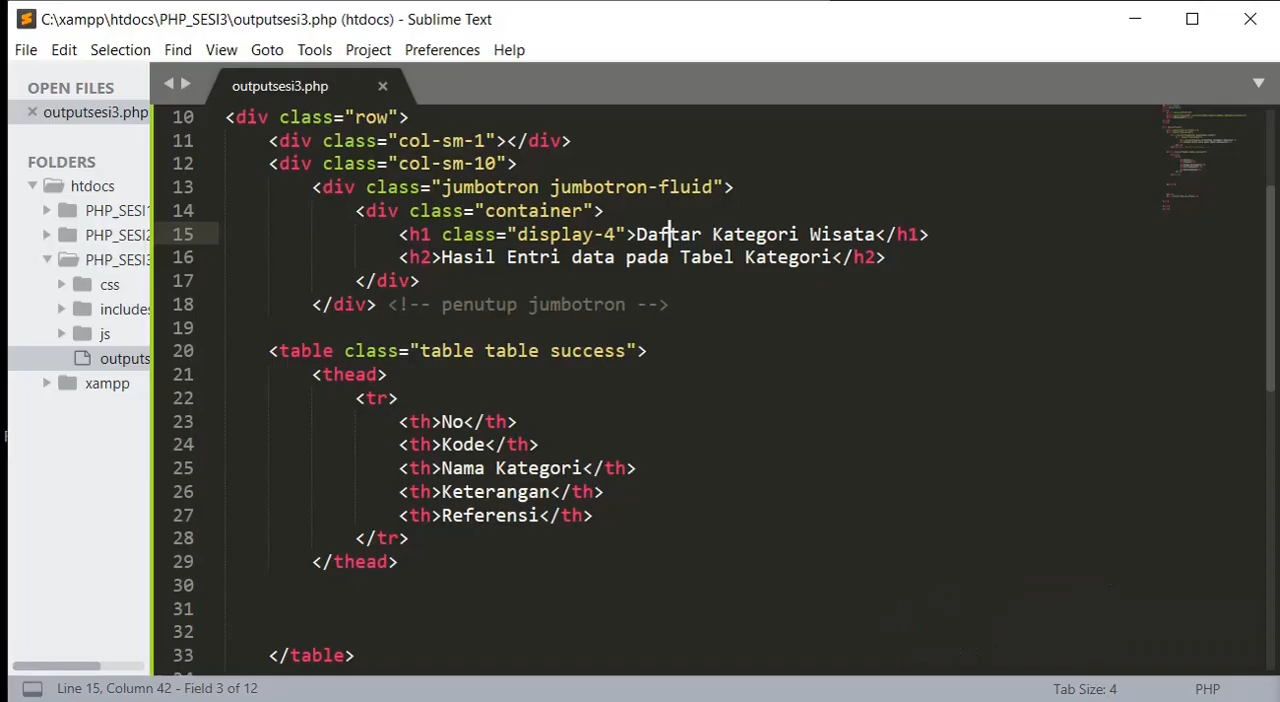 C:\xampp\htdocs\PHP_SESI3\outputsesi3.php (htdocs) - Sublime Text
File Edit Selection Find View Goto Tools Project Preferences Help
OPEN FILES
outputsesi3.php
FOLDERS
htdocs
PHP_SESI1
PHP_SESI2
PHP_SESI3
css
includes
js
outputs
xampp
outputsesi3.php
10 <div class="row">
11 <div class="col-sm-1"></div>
12 <div class="col-sm-10">
13 <div class="jumbotron jumbotron-fluid">
14 <div class="container">
15 <h1 class="display-4">Daftar Kategori Wisata</h1>
16 <h2>Hasil Entri data pada Tabel Kategori</h2>
17 </div>
18 </div> <!-- penutup jumbotron -->
19
20 <table class="table table success">
21 <thead>
22 <tr>
23 <th>No</th>
24 <th>Kode</th>
25 <th>Nama Kategori</th>
26 <th>Keterangan</th>
27 <th>Referensi</th>
28 </tr>
29 </thead>
30
31
32
33 </table>
Line 15, Column 42 - Field 3 of 12
Tab Size: 4
PHP